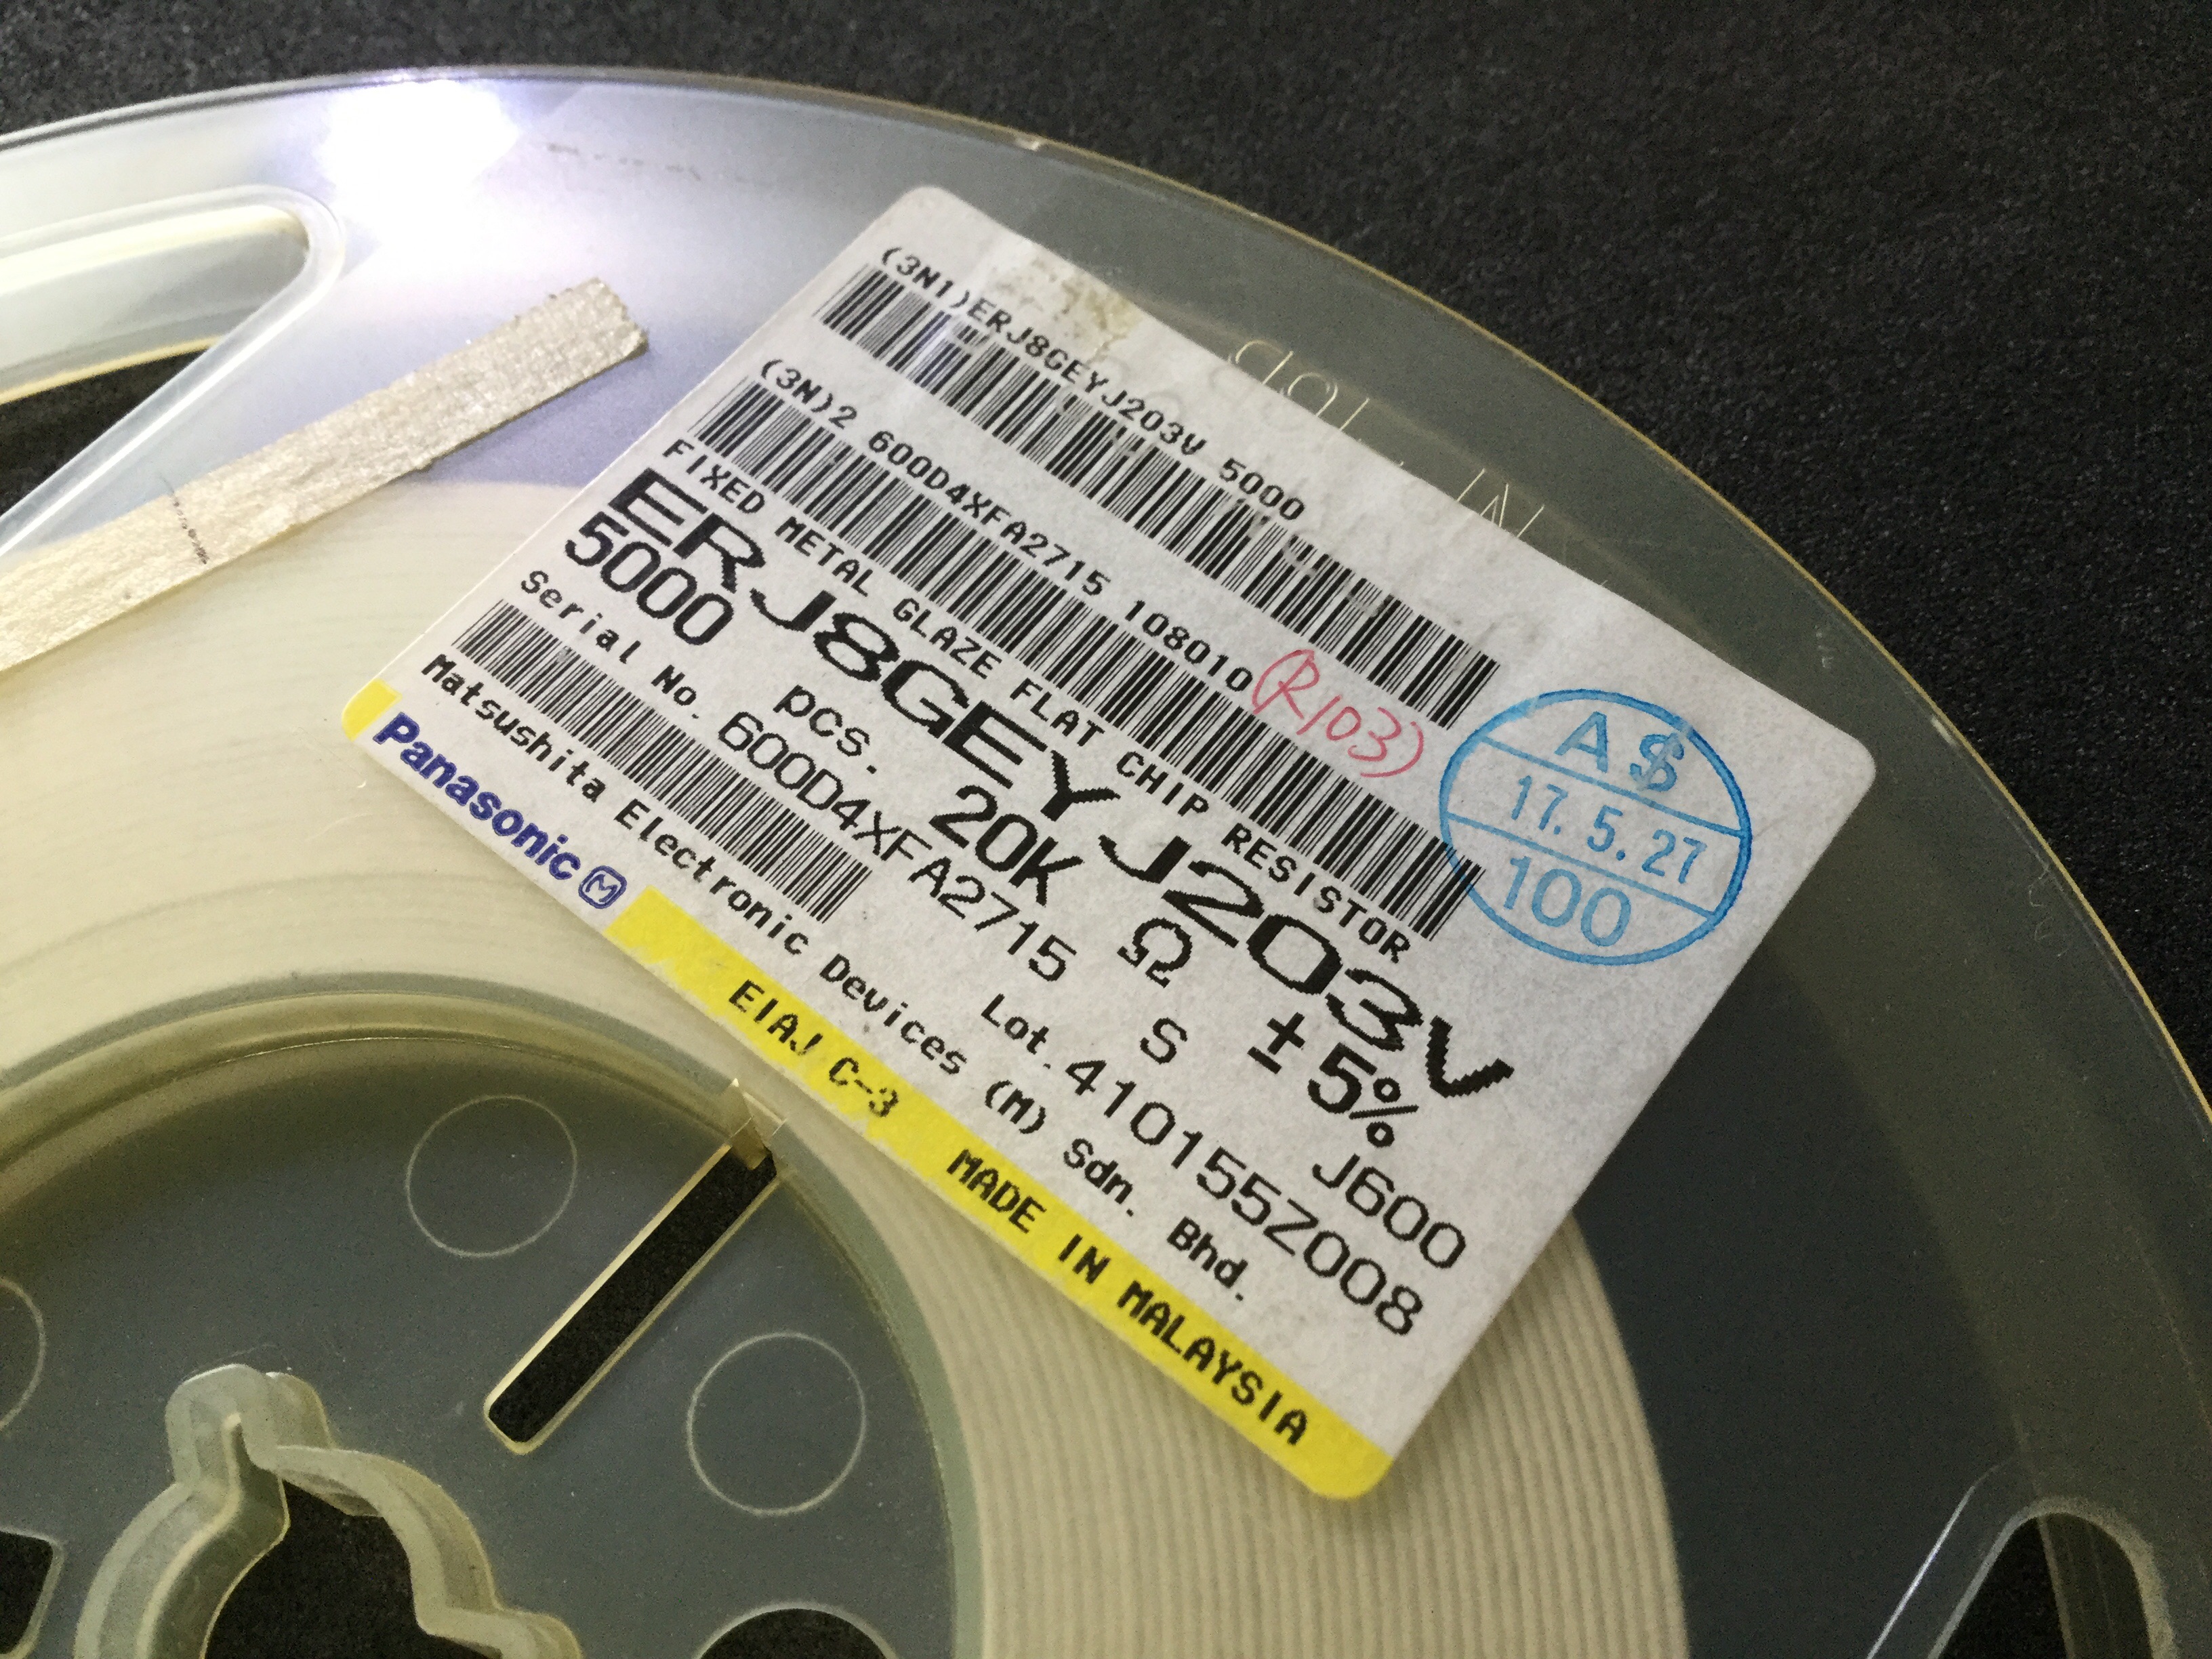 (3N1)ERJ8GEYJ203V 5000
(3N)2 600D4XFA2715 108010
R103
FIXED METAL GLAZE FLAT CHIP RESISTOR
ERJ8GEYJ203V
5000 pcs. 20K Ω ±5%
Serial No. 600D4XFA2715 S J600
Lot.410155Z008
Matsushita Electronic Devices (M) Sdn. Bhd.
Panasonic M
EIAJ C-3 MADE IN MALAYSIA
A$
17.5.27
100